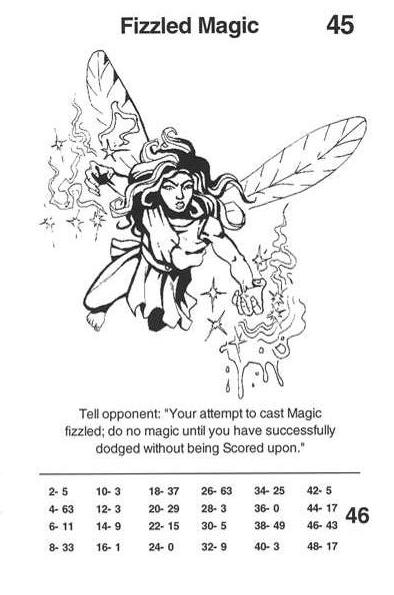 Fizzled Magic 45
Tell opponent: "Your attempt to cast Magic
fizzled; do no magic until you have successfully
dodged without being Scored upon."
2- 5 10- 3 18- 37 26- 63 34- 25 42- 5
4- 63 12- 3 20- 29 28- 3 36- 0 44- 17
6- 11 14- 9 22- 15 30- 5 38- 49 46- 43
8- 33 16- 1 24- 0 32- 9 40- 3 48- 17
46